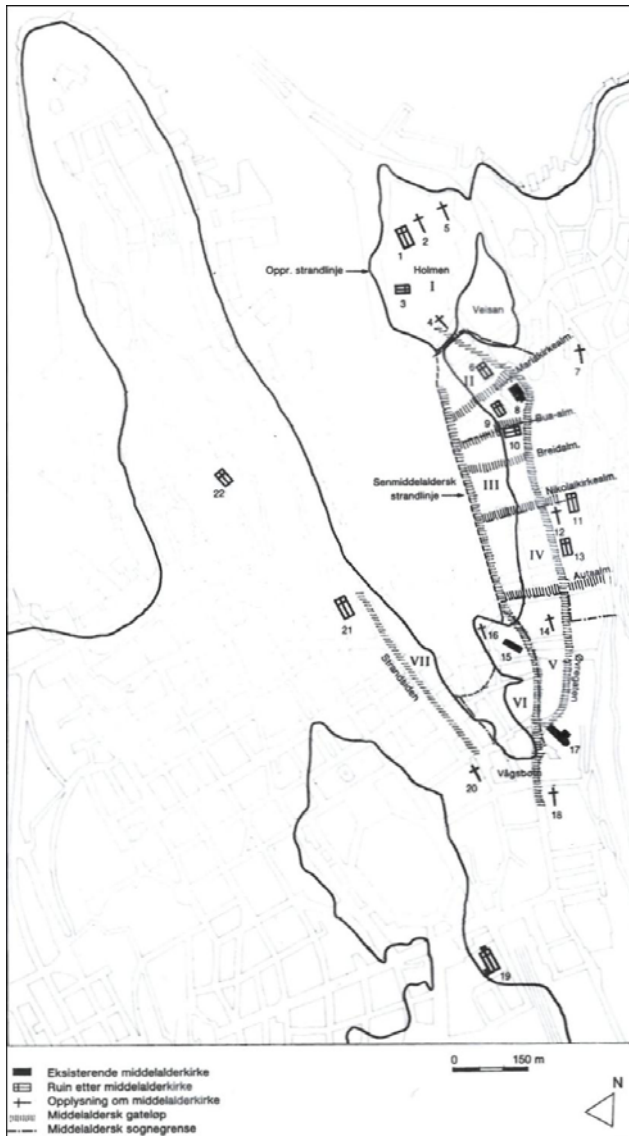 5
2
1
Oppr. strandlinje
Holmen
I
3
Veisan
4
Mariakirkealm.
7
6
II
8
9
Bua-alm.
10
Breidalm.
22
III
Senmiddelaldersk
strandlinje
Nikolaikirkealm.
11
12
IV
13
Autaalm.
21
16
14
15
VII
V
Strandsiden
Øvregaten
VI
17
Vågsbotn
20
18
19
Eksisterende middelalderkirke
Ruin etter middelalderkirke
Opplysning om middelalderkirke
Middelaldersk gateløp
Middelaldersk sognegrense
0 150 m
N